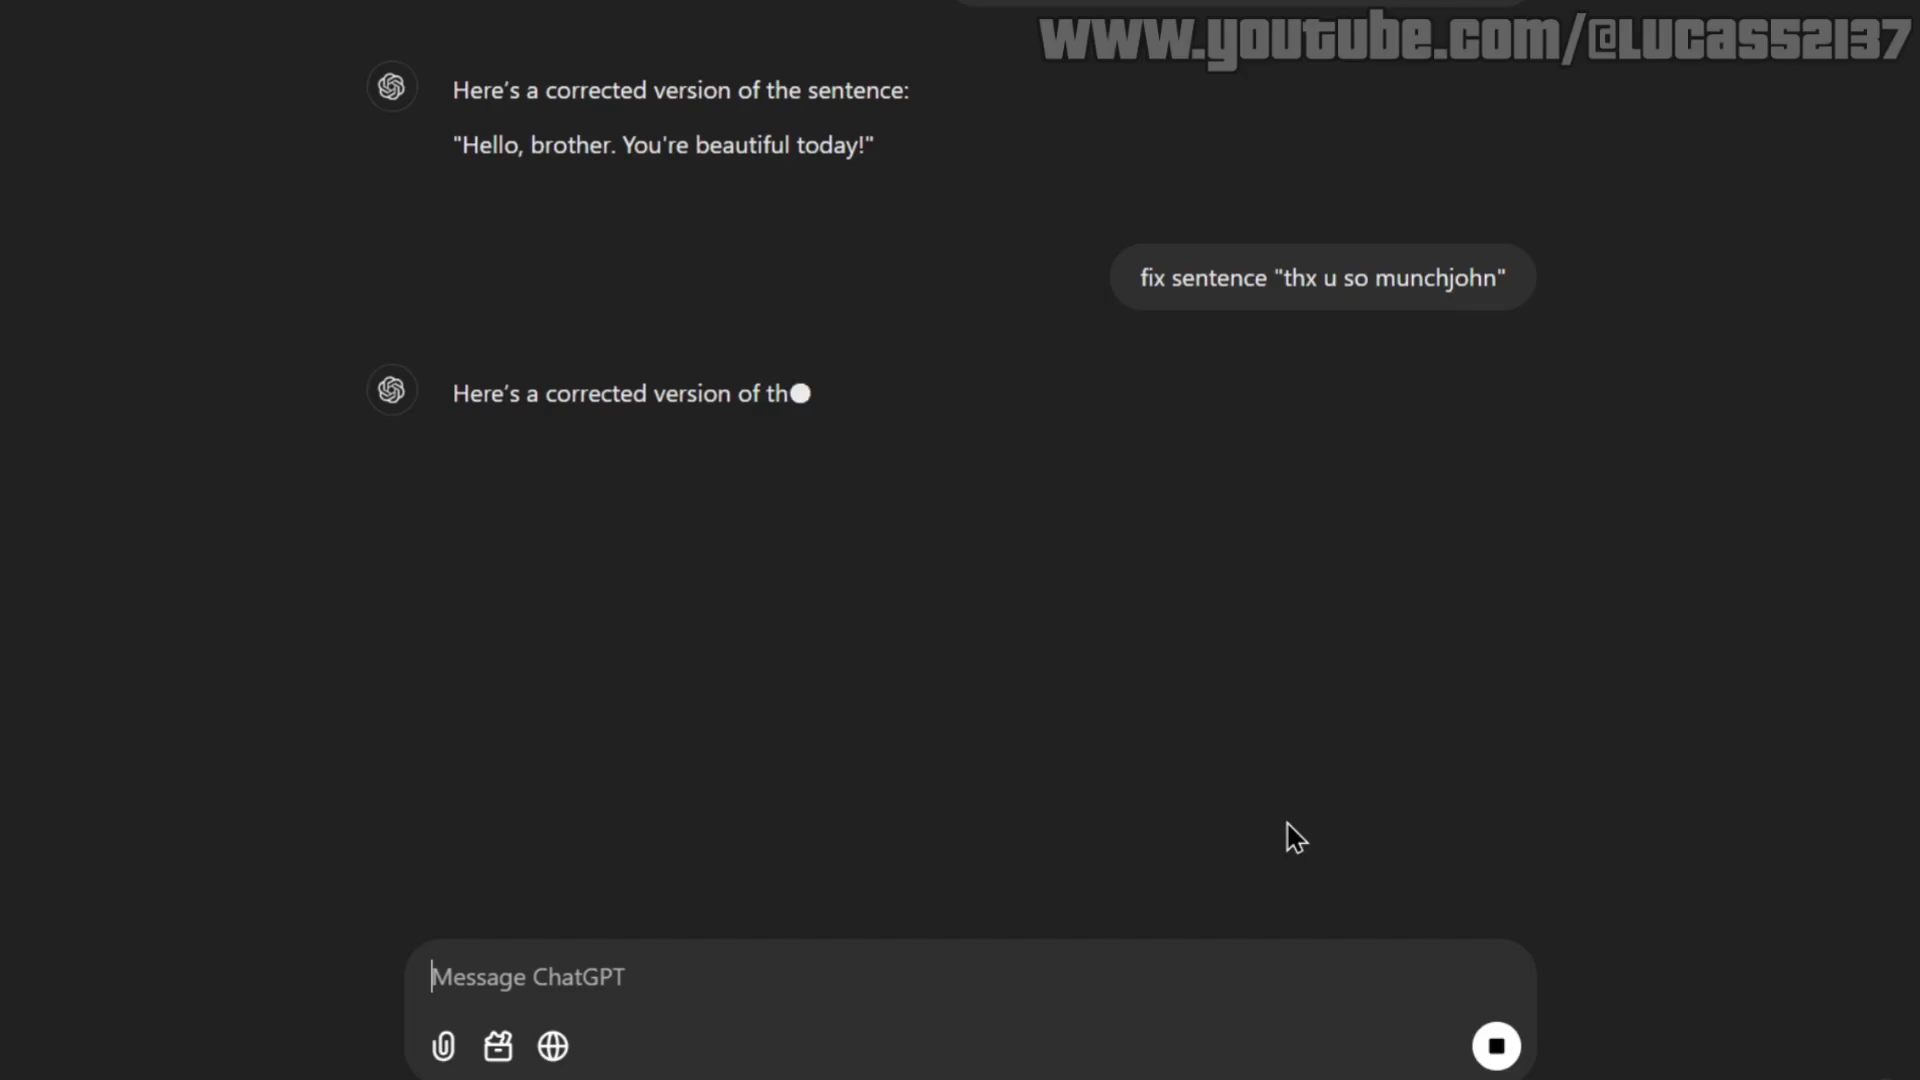 www.youtube.com/@lucass2137
Here's a corrected version of the sentence:
"Hello, brother. You're beautiful today!"
fix sentence "thx u so munchjohn"
Here's a corrected version of th
Message ChatGPT